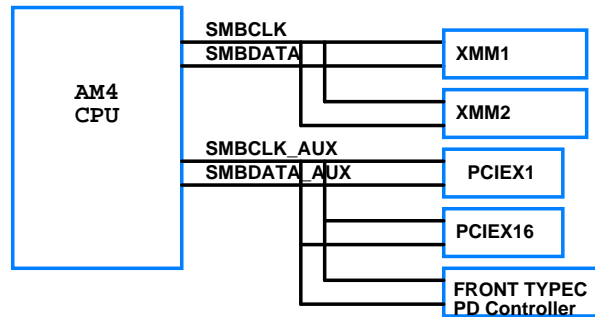 SMBCLK
SMBDATA
XMM1
AM4
CPU
XMM2
SMBCLK_AUX
SMBDATA_AUX
PCIEX1
PCIEX16
FRONT TYPEC
PD Controller